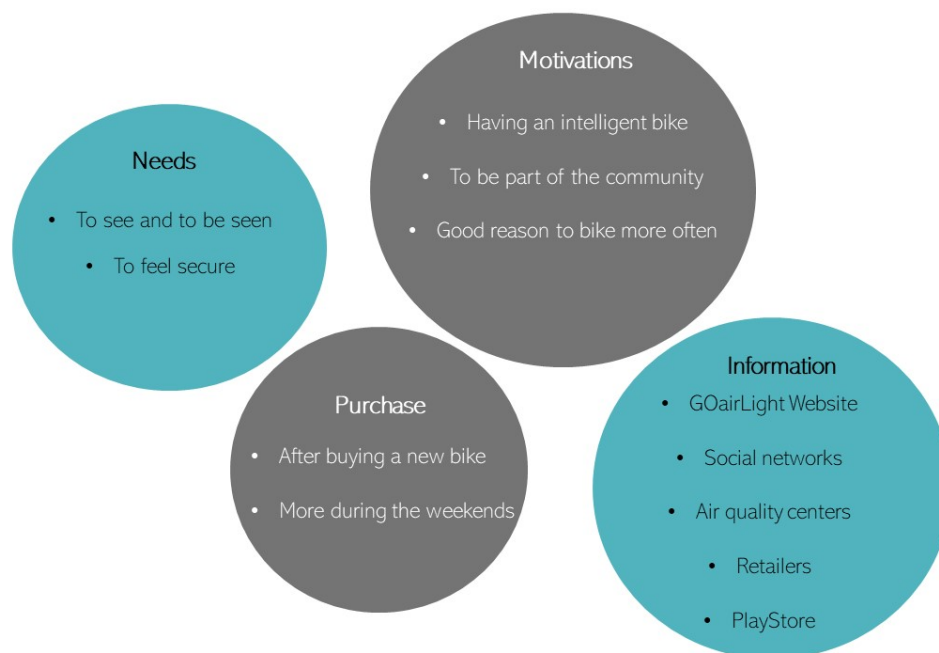 Motivations
• Having an intelligent bike
• To be part of the community
• Good reason to bike more often
Needs
• To see and to be seen
• To feel secure
Purchase
• After buying a new bike
• More during the weekends
Information
• GOairLight Website
• Social networks
• Air quality centers
• Retailers
• PlayStore